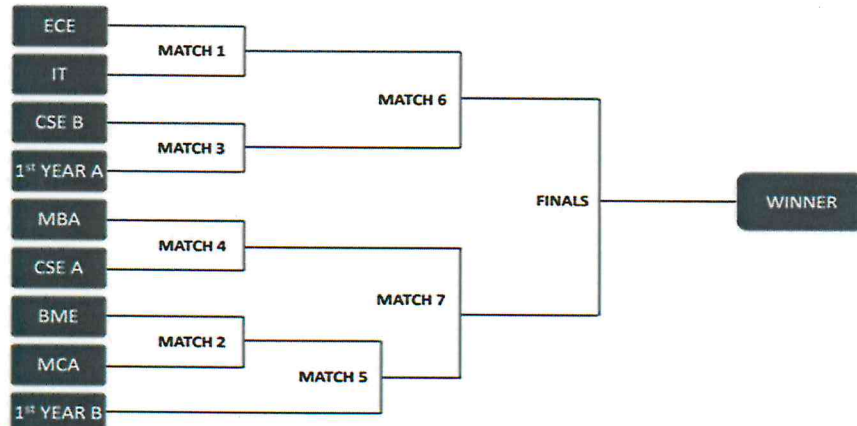 ECE
MATCH 1
IT
MATCH 6
CSE B
MATCH 3
1st YEAR A
FINALS
WINNER
MBA
MATCH 4
CSE A
MATCH 7
BME
MATCH 2
MCA
MATCH 5
1st YEAR B